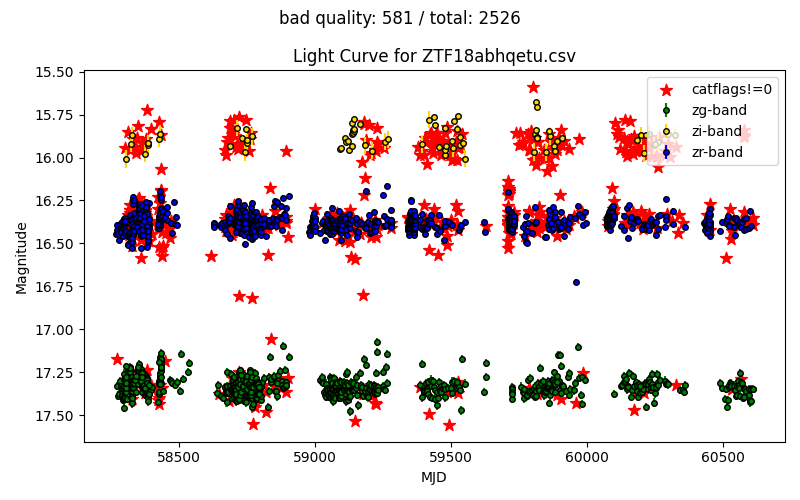 bad quality: 581 / total: 2526
Light Curve for ZTF18abhqetu.csv
15.50
15.75
16.00
16.25
16.50
16.75
17.00
17.25
17.50
Magnitude
catflags!=0
zg-band
zi-band
zr-band
58500
59000
59500
60000
60500
MJD